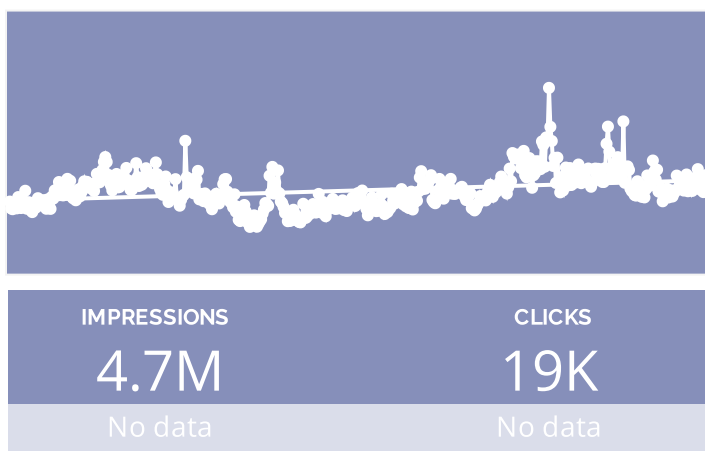 IMPRESSIONS CLICKS
4.7M 19K
No data No data